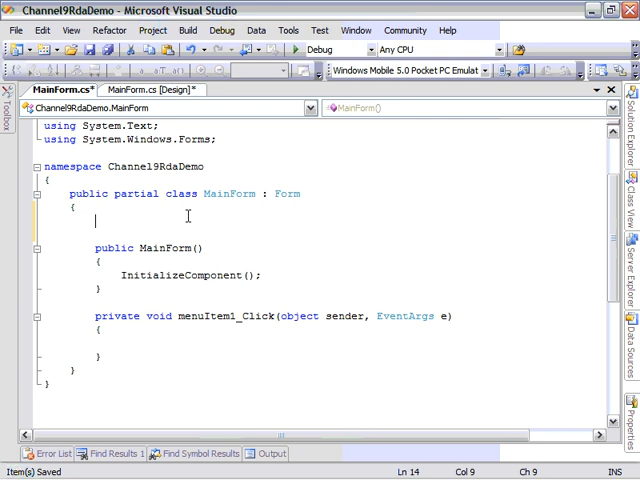 Channel9RdaDemo - Microsoft Visual Studio
File Edit View Refactor Project Build Debug Data Tools Test Window Community Help
Debug Any CPU
Windows Mobile 5.0 Pocket PC Emulat
MainForm.cs* MainForm.cs [Design]*
Channel9RdaDemo.MainForm MainForm()
using System.Text;
using System.Windows.Forms;
namespace Channel9RdaDemo
{
public partial class MainForm : Form
{
public MainForm()
{
InitializeComponent();
}
private void menuItem1_Click(object sender, EventArgs e)
{
}
}
}
Toolbox
Solution Explorer
Class View
Server Explorer
Data Sources
Properties
Error List Find Results 1 Find Symbol Results Output
Item(s) Saved Ln 14 Col 9 Ch 9 INS